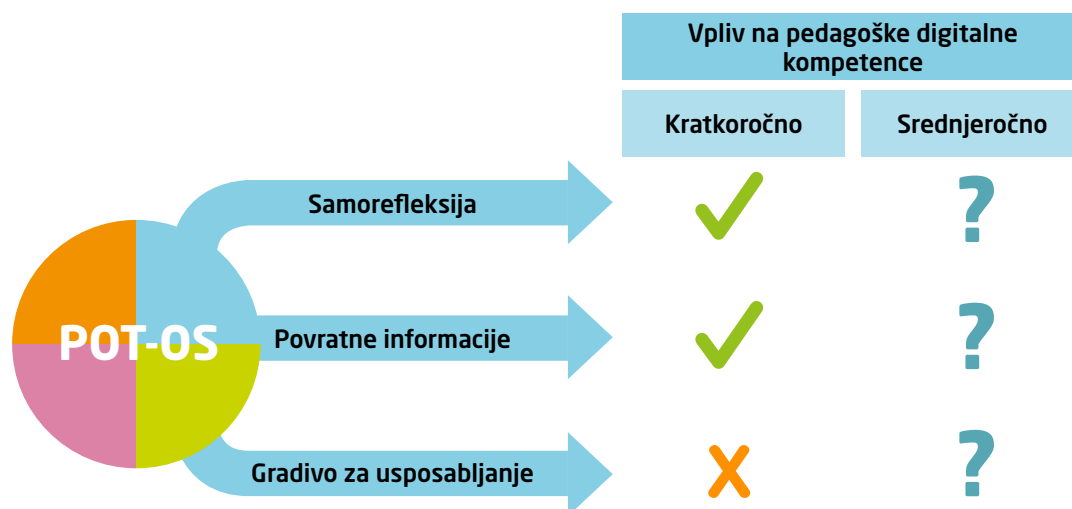 Vpliv na pedagoške digitalne
kompetence
Kratkoročno
Srednjeročno
Samorefleksija
?
POT-OS
Povratne informacije
?
Gradivo za usposabljanje
X
?